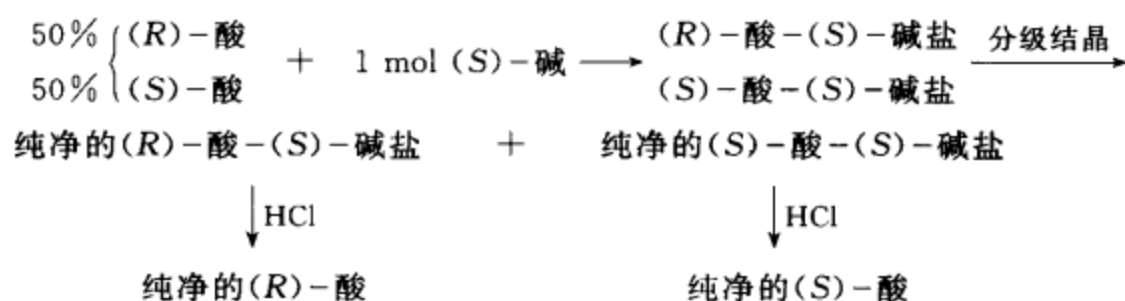 50% (R)-酸 + 1 mol (S)-碱 ⟶ (R)-酸-(S)-碱盐 分级结晶
50% (S)-酸 (S)-酸-(S)-碱盐
纯净的(R)-酸-(S)-碱盐 + 纯净的(S)-酸-(S)-碱盐
HCl HCl
纯净的(R)-酸 纯净的(S)-酸